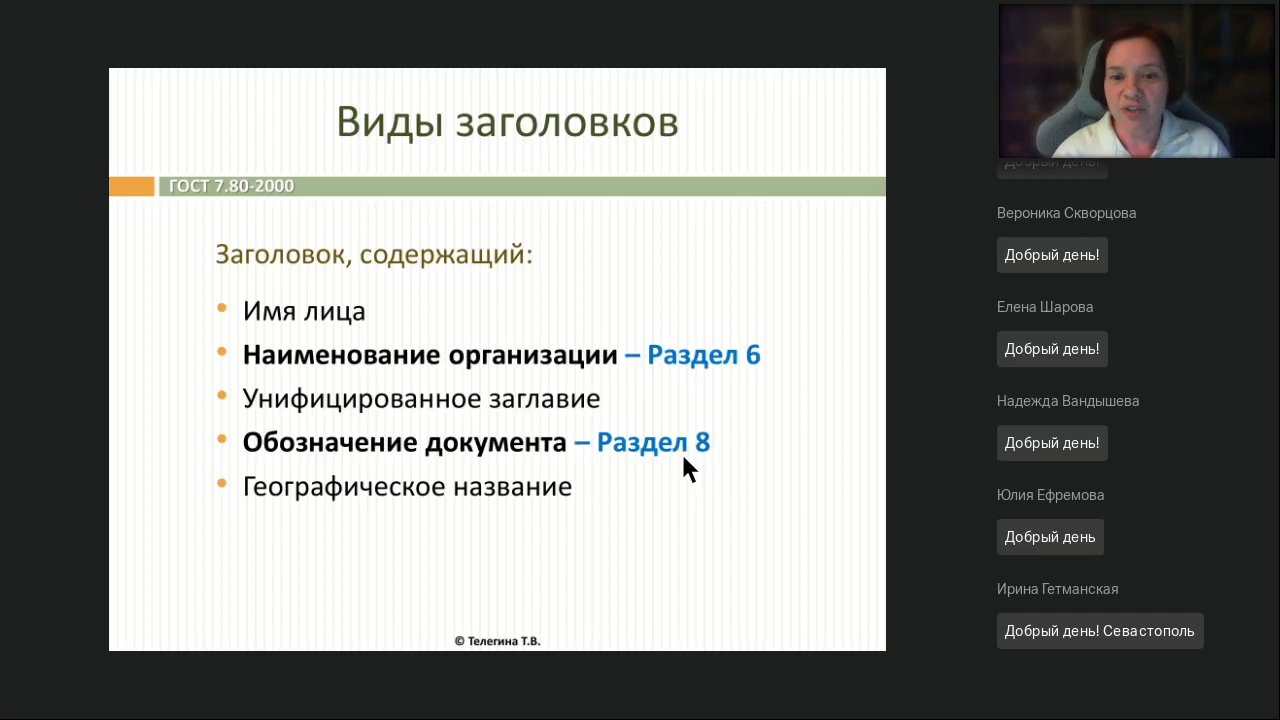 Виды заголовков
ГОСТ 7.80-2000
Заголовок, содержащий:
• Имя лица
• Наименование организации – Раздел 6
• Унифицированное заглавие
• Обозначение документа – Раздел 8
• Географическое название
© Телегина Т.В.
Добрый день!
Вероника Скворцова
Добрый день!
Елена Шарова
Добрый день!
Надежда Вандышева
Добрый день!
Юлия Ефремова
Добрый день
Ирина Гетманская
Добрый день! Севастополь